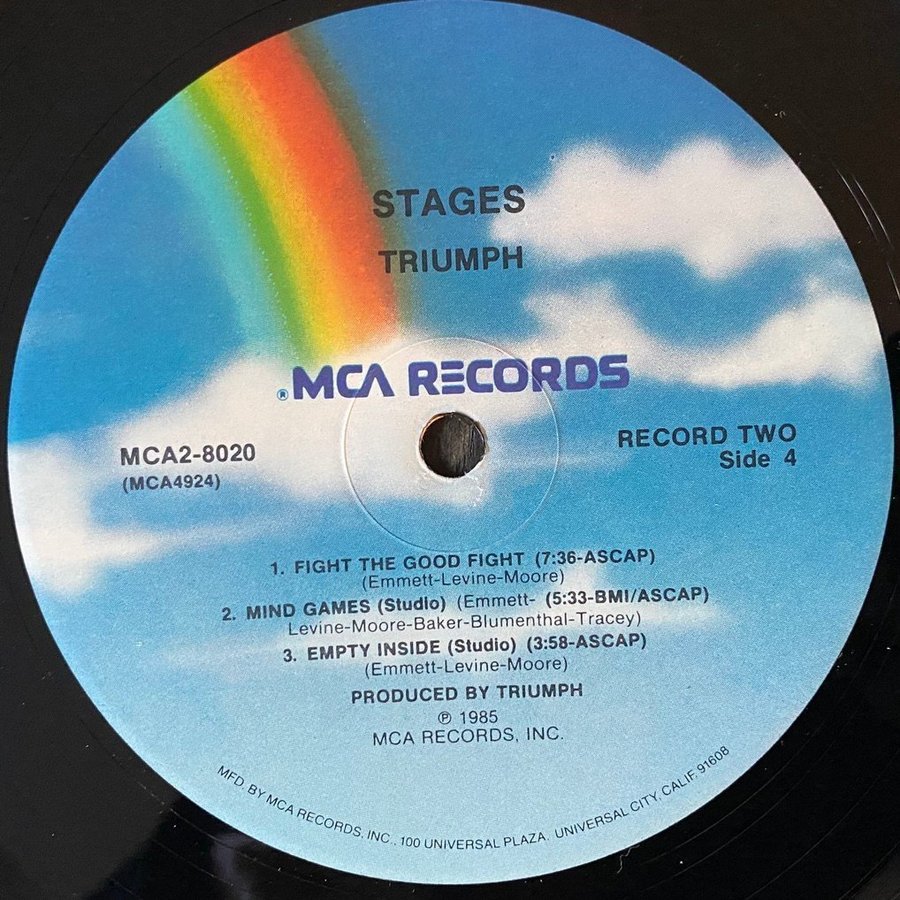 STAGES
TRIUMPH
® MCA RECORDS
MCA2-8020
(MCA4924)
RECORD TWO
Side 4
1. FIGHT THE GOOD FIGHT (7:36-ASCAP)
(Emmett-Levine-Moore)
2. MIND GAMES (Studio) (Emmett- (5:33-BMI/ASCAP)
Levine-Moore-Baker-Blumenthal-Tracey)
3. EMPTY INSIDE (Studio) (3:58-ASCAP)
(Emmett-Levine-Moore)
PRODUCED BY TRIUMPH
℗ 1985
MCA RECORDS, INC.
MFD. BY MCA RECORDS, INC., 100 UNIVERSAL PLAZA, UNIVERSAL CITY, CALIF. 91608